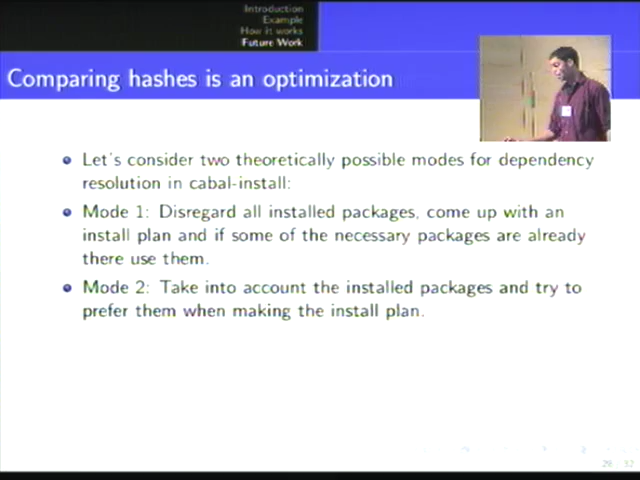 Introduction
Example
How it works
Future Work
Comparing hashes is an optimization
Let's consider two theoretically possible modes for dependency
resolution in cabal-install:
Mode 1: Disregard all installed packages, come up with an
install plan and if some of the necessary packages are already
there use them.
Mode 2: Take into account the installed packages and try to
prefer them when making the install plan.